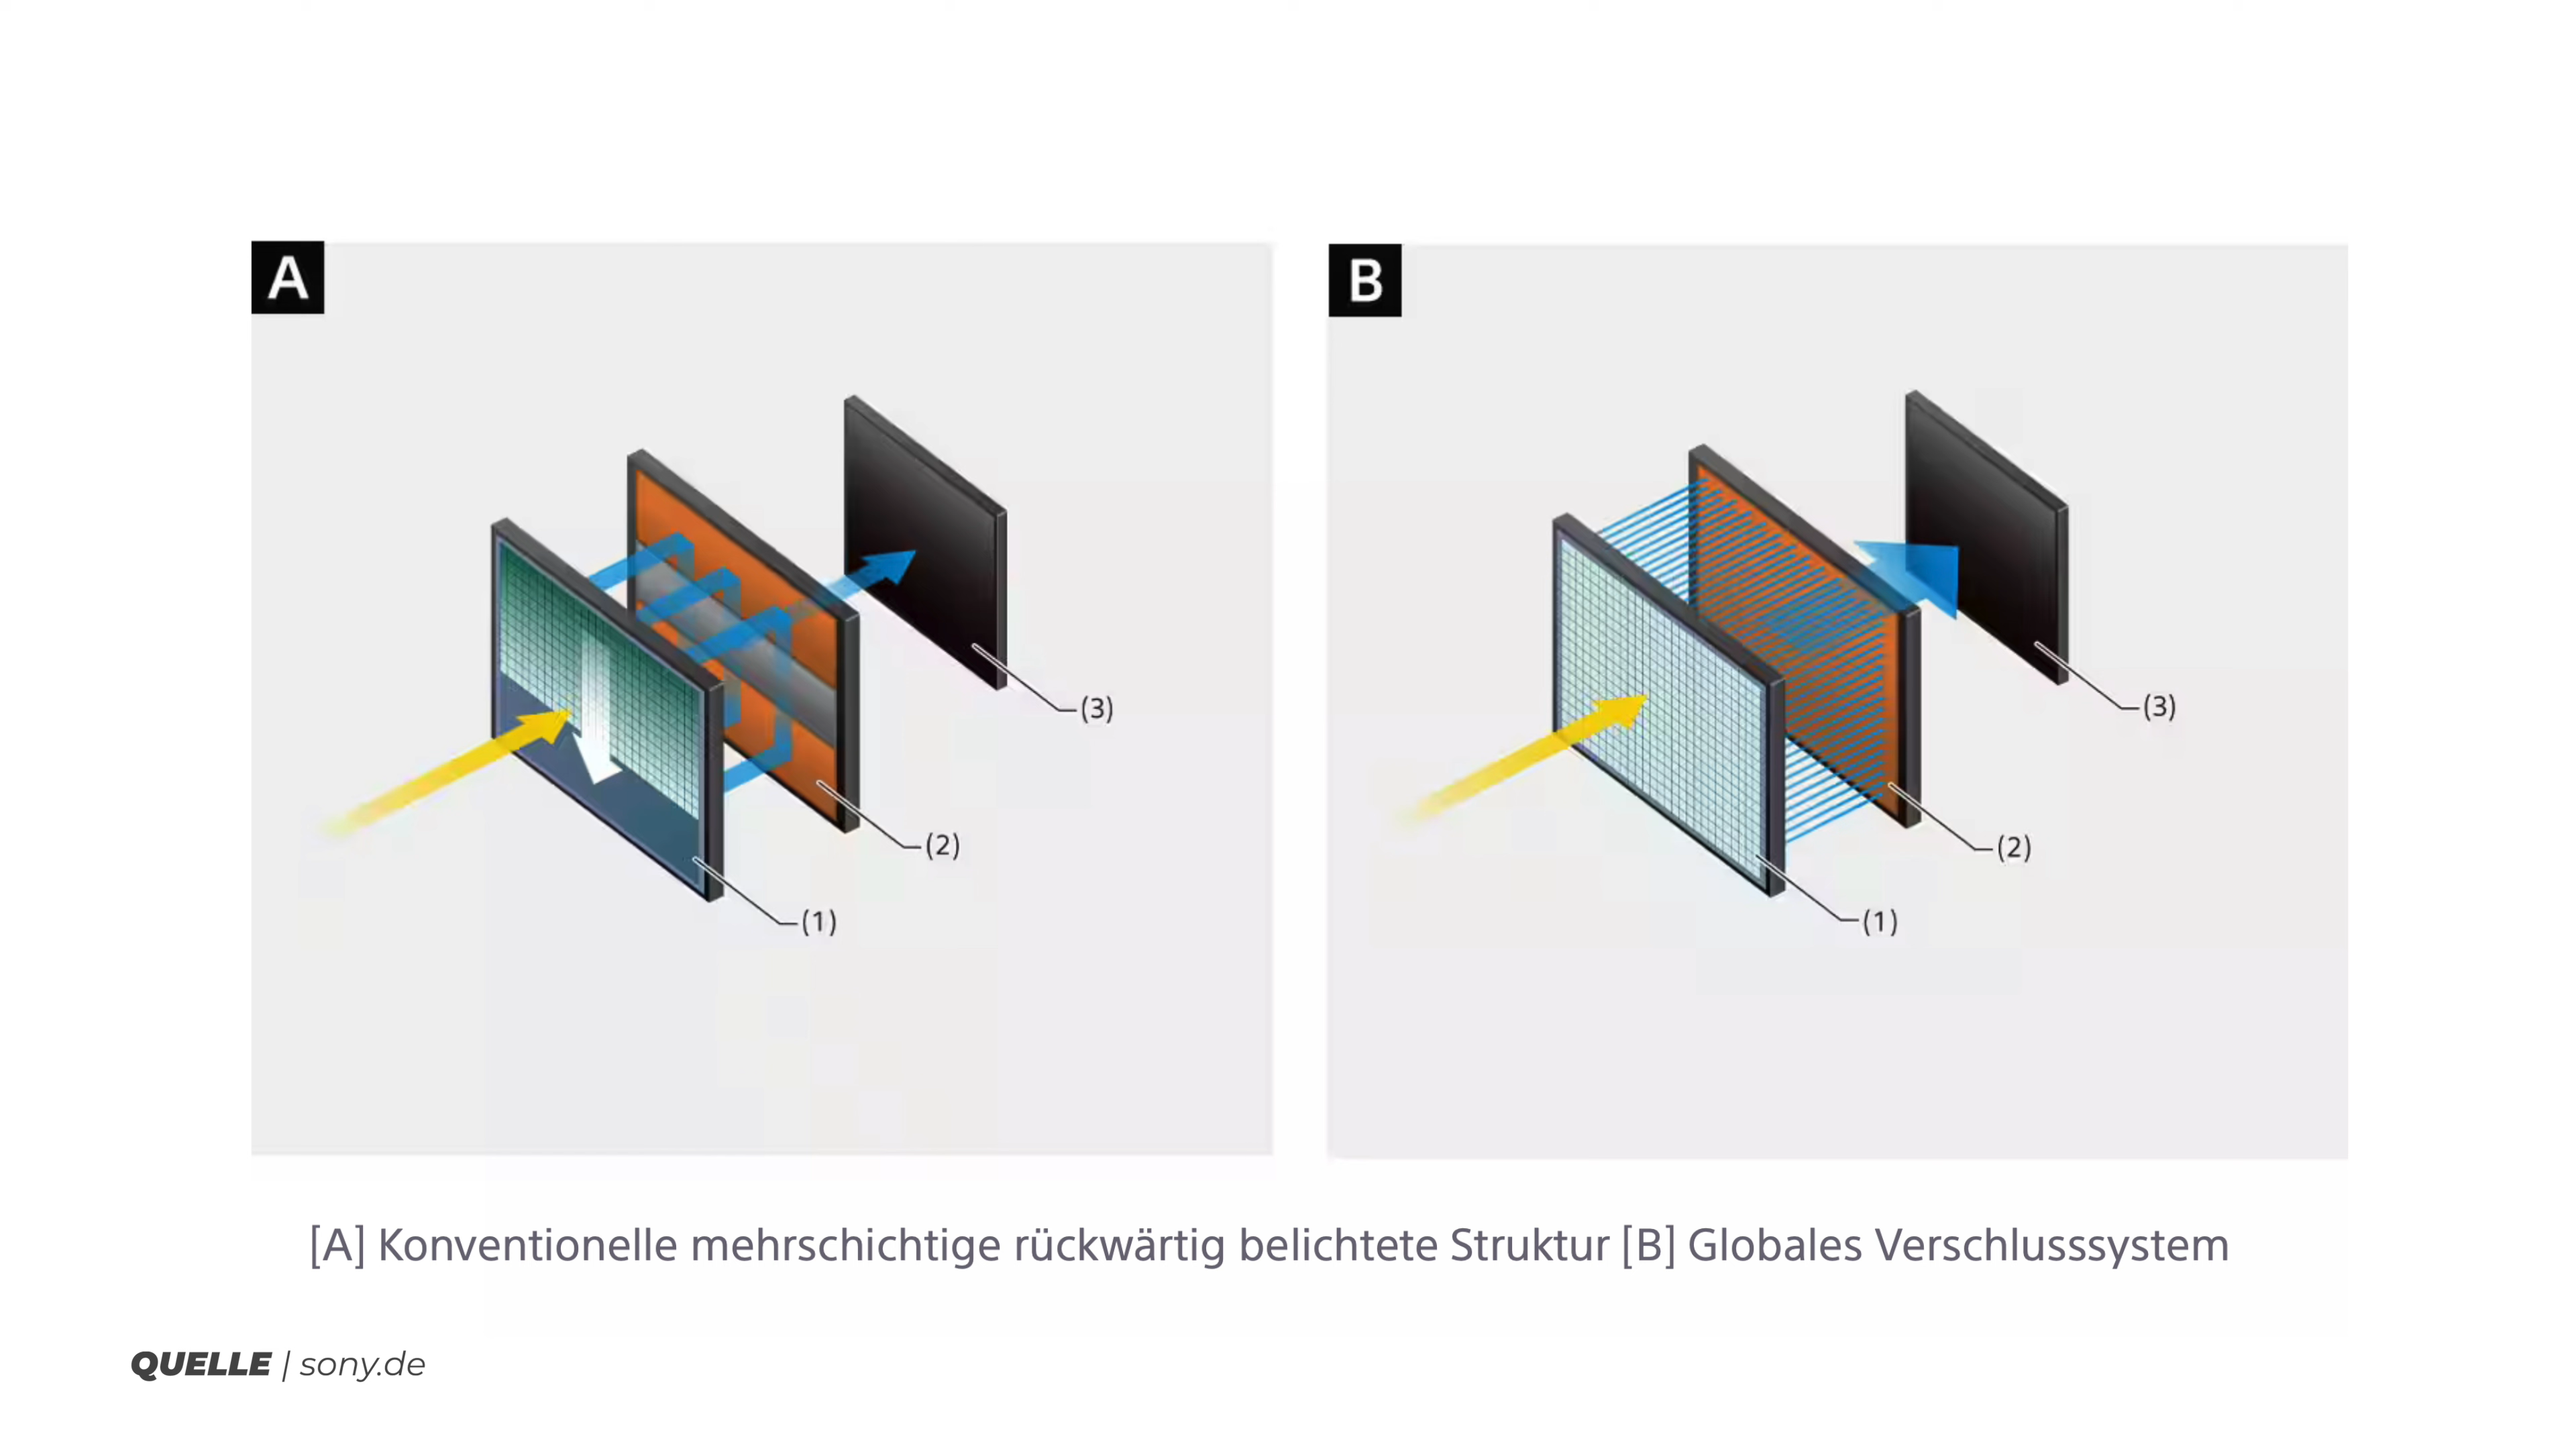 A
B
(3)
(3)
(2)
(2)
(1)
(1)
[A] Konventionelle mehrschichtige rückwärtig belichtete Struktur [B] Globales Verschlusssystem
QUELLE | sony.de